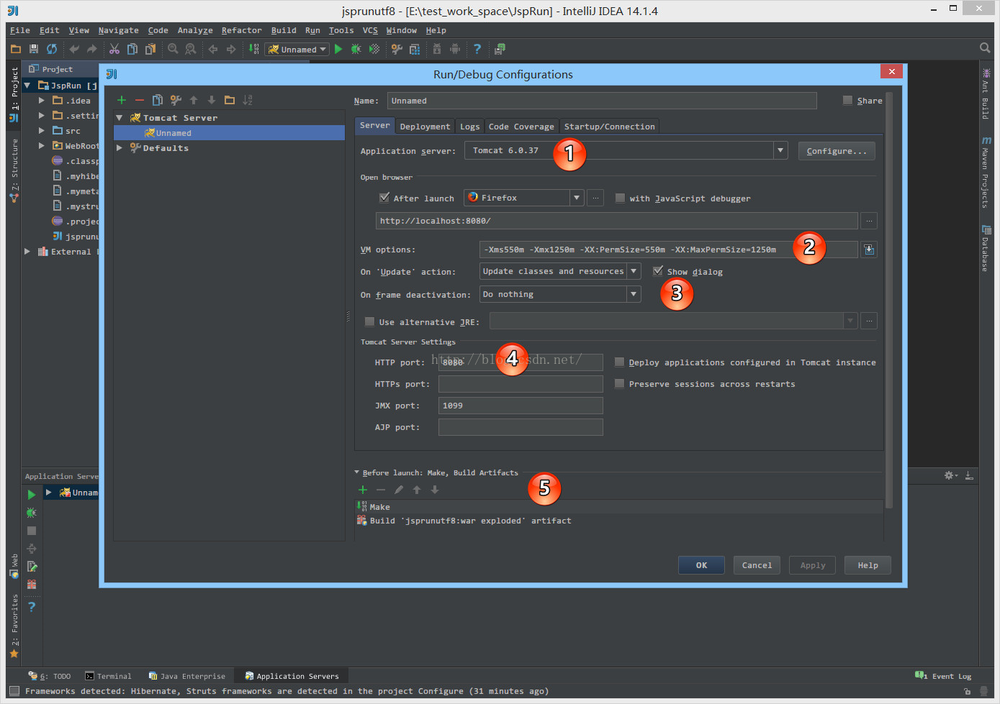 jsprunutf8 - [E:\test_work_space\JspRun] - IntelliJ IDEA 14.1.4
File Edit View Navigate Code Analyze Refactor Build Run Tools VCS Window Help
Unnamed
Project
1: Project
Z: Structure
JspRun [j
.idea
.settin
src
WebRoot
.classp
.myhibe
.mymeta
.mystru
.projec
jsprunu
External
Run/Debug Configurations
Tomcat Server
Unnamed
Defaults
Name: Unnamed
Share
Server Deployment Logs Code Coverage Startup/Connection
Application server: Tomcat 6.0.37 1 Configure...
Open browser
After launch Firefox ... with JavaScript debugger
http://localhost:8080/ ...
VM options: -Xms550m -Xmx1250m -XX:PermSize=550m -XX:MaxPermSize=1250m 2
On 'Update' action: Update classes and resources Show dialog
On frame deactivation: Do nothing 3
Use alternative JRE: ...
Tomcat Server Settings
HTTP port: 8080 4 Deploy applications configured in Tomcat instance
HTTPs port: Preserve sessions across restarts
JMX port: 1099
AJP port:
Before launch: Make, Build Artifacts
5
Make
Build 'jsprunutf8:war exploded' artifact
OK Cancel Apply Help
Ant Build
m Maven Projects
Database
Application Serve
Unnam
Web
2: Favorites
6: TODO Terminal Java Enterprise Application Servers 1 Event Log
Frameworks detected: Hibernate, Struts frameworks are detected in the project Configure (31 minutes ago)